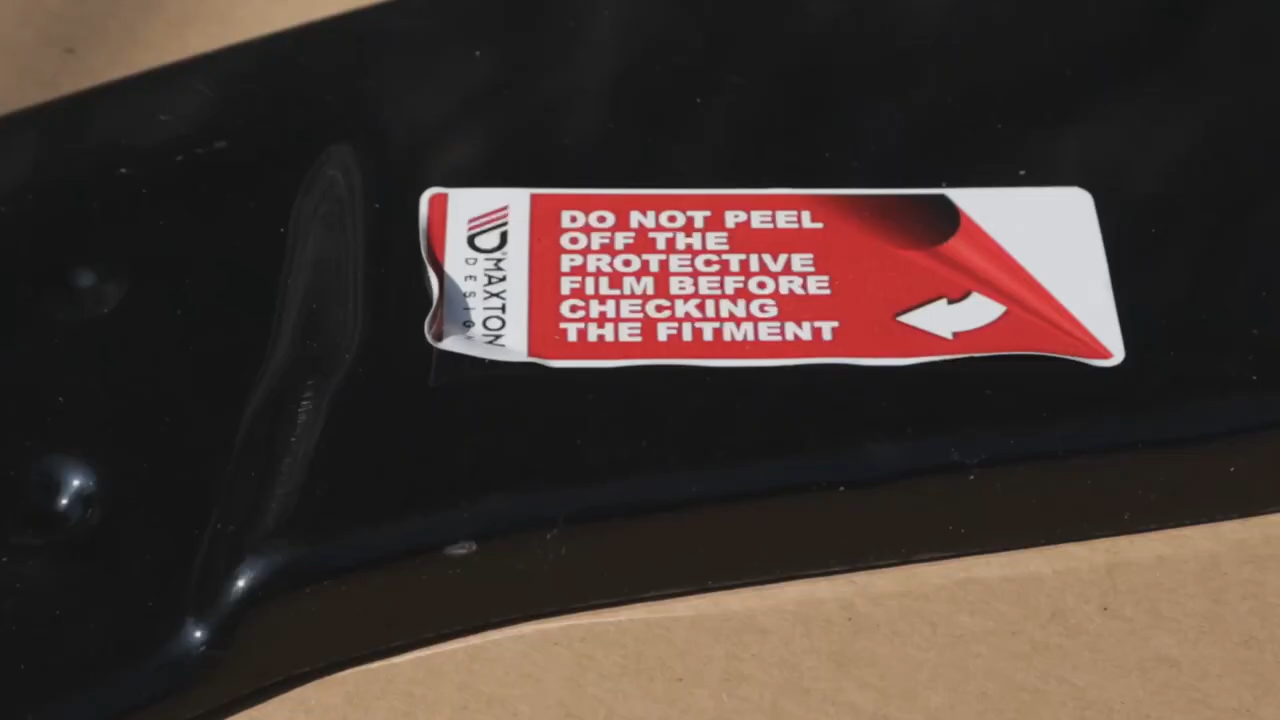 MAXTON
DESIGN
DO NOT PEEL
OFF THE
PROTECTIVE
FILM BEFORE
CHECKING
THE FITMENT